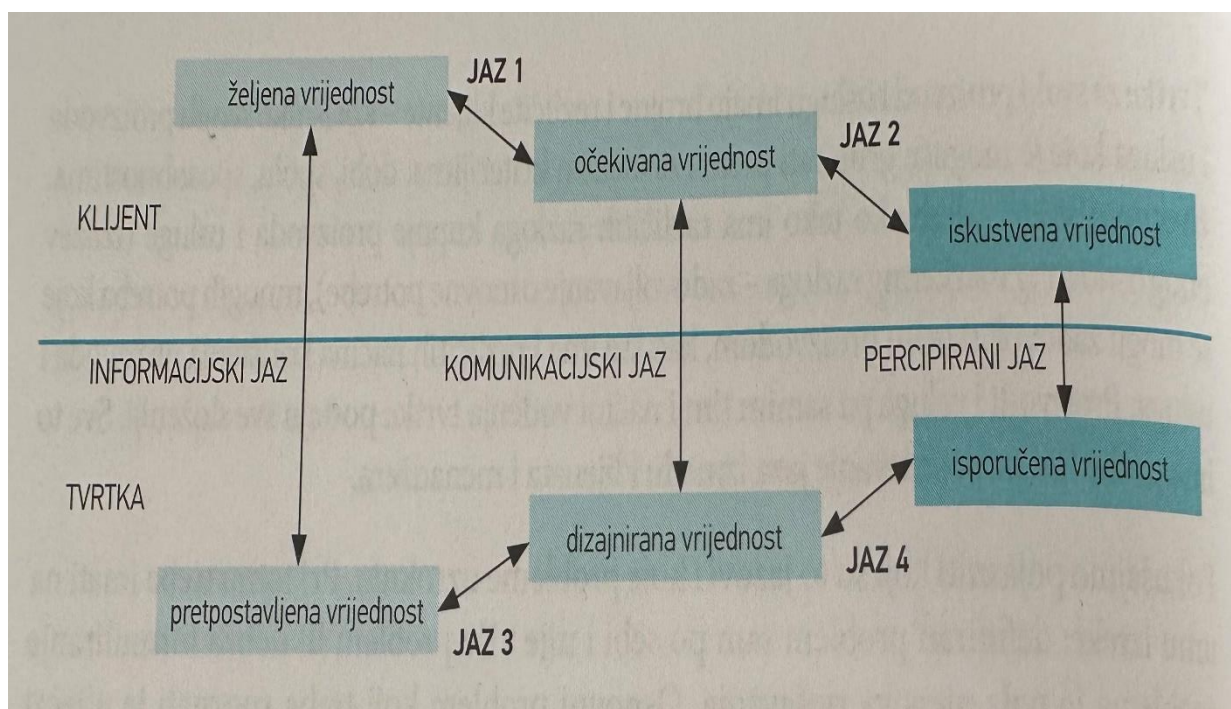 željena vrijednost
JAZ 1
očekivana vrijednost
JAZ 2
KLIJENT
iskustvena vrijednost
INFORMACIJSKI JAZ
KOMUNIKACIJSKI JAZ
PERCIPIRANI JAZ
TVRTKA
isporučena vrijednost
dizajnirana vrijednost
JAZ 4
pretpostavljena vrijednost
JAZ 3